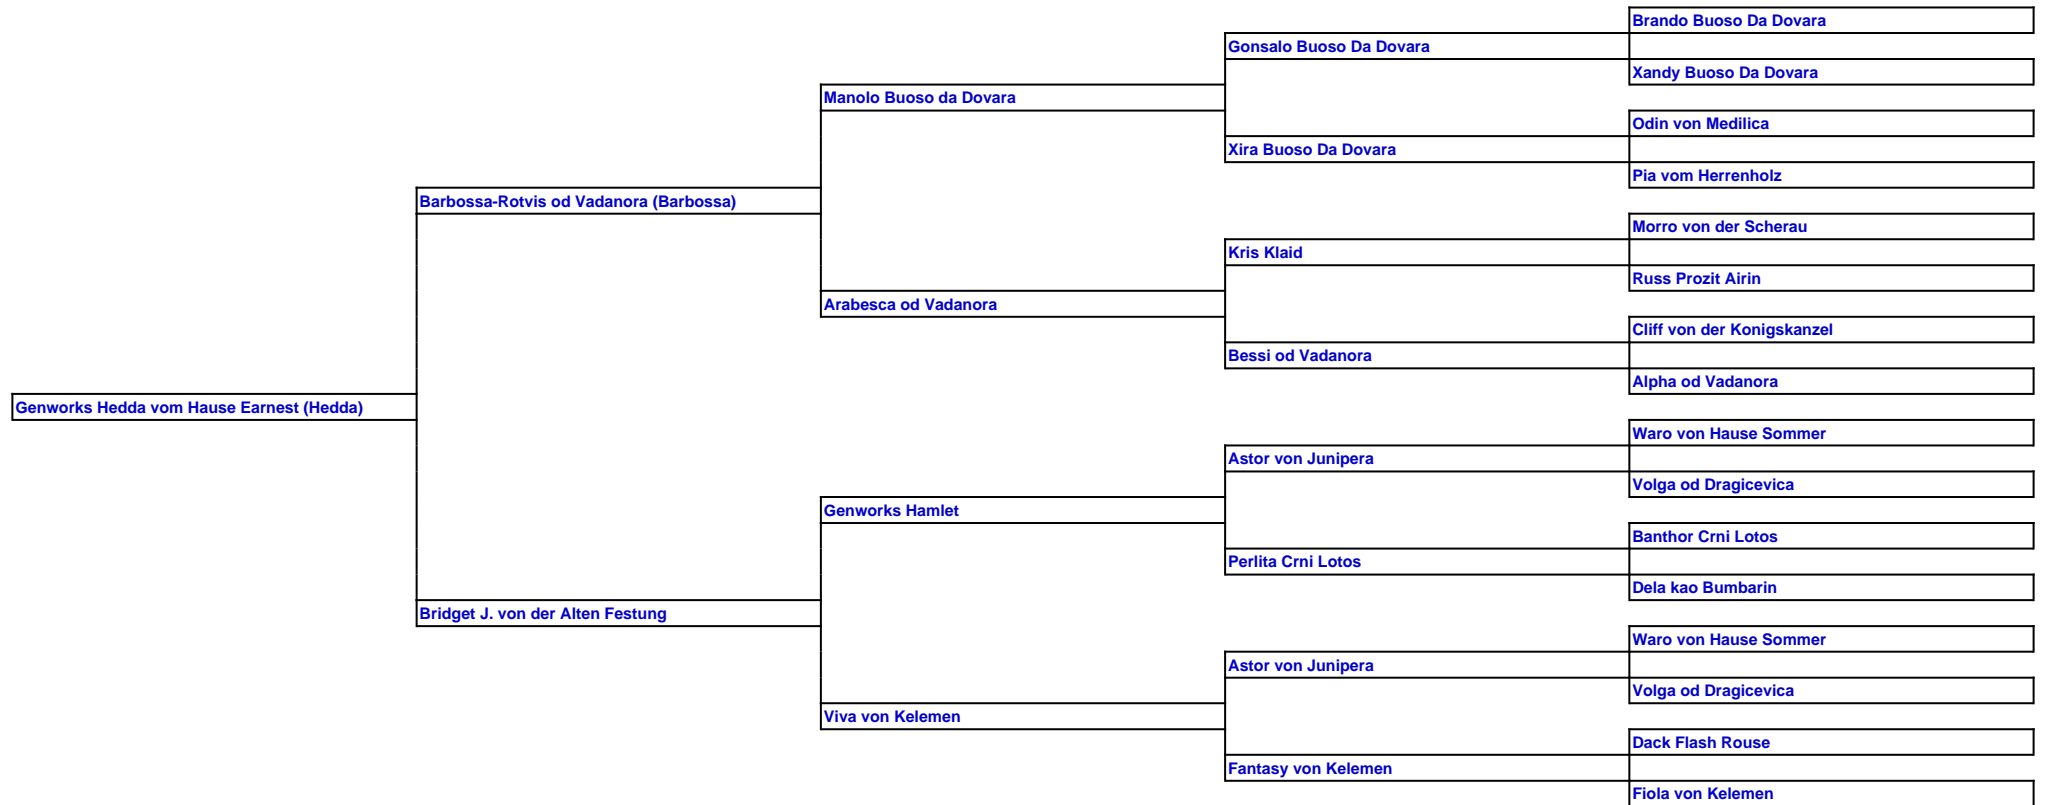 Brando Buoso Da Dovara
Gonsalo Buoso Da Dovara
Xandy Buoso Da Dovara
Manolo Buoso da Dovara
Odin von Medilica
Xira Buoso Da Dovara
Pia vom Herrenholz
Barbossa-Rotvis od Vadanora (Barbossa)
Morro von der Scherau
Kris Klaid
Russ Prozit Airin
Arabesca od Vadanora
Cliff von der Konigskanzel
Bessi od Vadanora
Alpha od Vadanora
Genworks Hedda vom Hause Earnest (Hedda)
Waro von Hause Sommer
Astor von Junipera
Volga od Dragicevica
Genworks Hamlet
Banthor Crni Lotos
Perlita Crni Lotos
Dela kao Bumbarin
Bridget J. von der Alten Festung
Waro von Hause Sommer
Astor von Junipera
Volga od Dragicevica
Viva von Kelemen
Dack Flash Rouse
Fantasy von Kelemen
Fiola von Kelemen